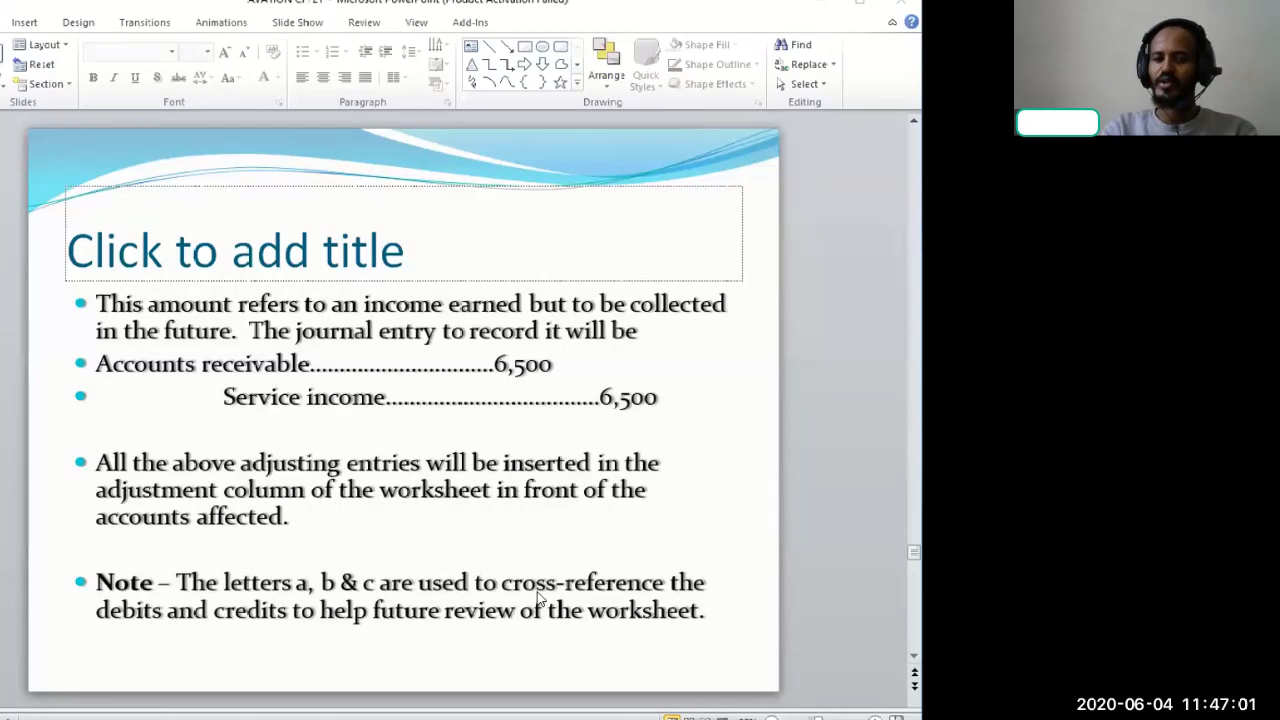 Insert Design Transitions Animations Slide Show Review View Add-Ins
Layout
Reset
Section
Slides
B I U S abc AV Aa A
Font
Paragraph
Arrange
Quick Styles
Shape Fill
Shape Outline
Shape Effects
Drawing
Find
Replace
Select
Editing
Click to add title
This amount refers to an income earned but to be collected
in the future. The journal entry to record it will be
Accounts receivable...............................6,500
Service income....................................6,500
All the above adjusting entries will be inserted in the
adjustment column of the worksheet in front of the
accounts affected.
Note – The letters a, b & c are used to cross-reference the
debits and credits to help future review of the worksheet.
2020-06-04 11:47:01